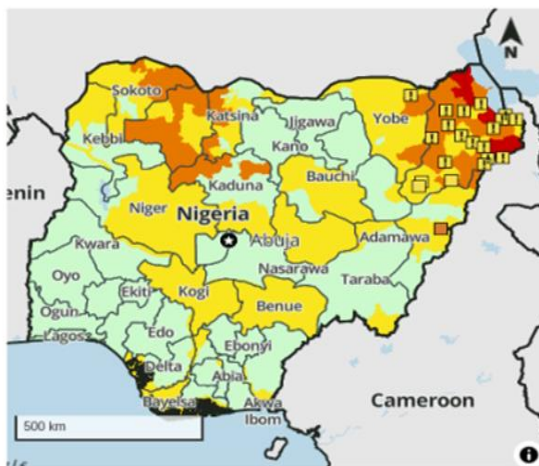 N
Sokoto
Katsina
Yobe
Jigawa
Kebbi
Kano
enin
Kaduna
Bauchi
Niger
Nigeria
Abuja
Adamawa
Kwara
Nasarawa
Taraba
Oyo
Kogi
Ekiti
Benue
Ogun
Edo
Lagos
Ebonyi
Delta
Abia
Cameroon
Bayelsa
Akwa
Ibom
500 km